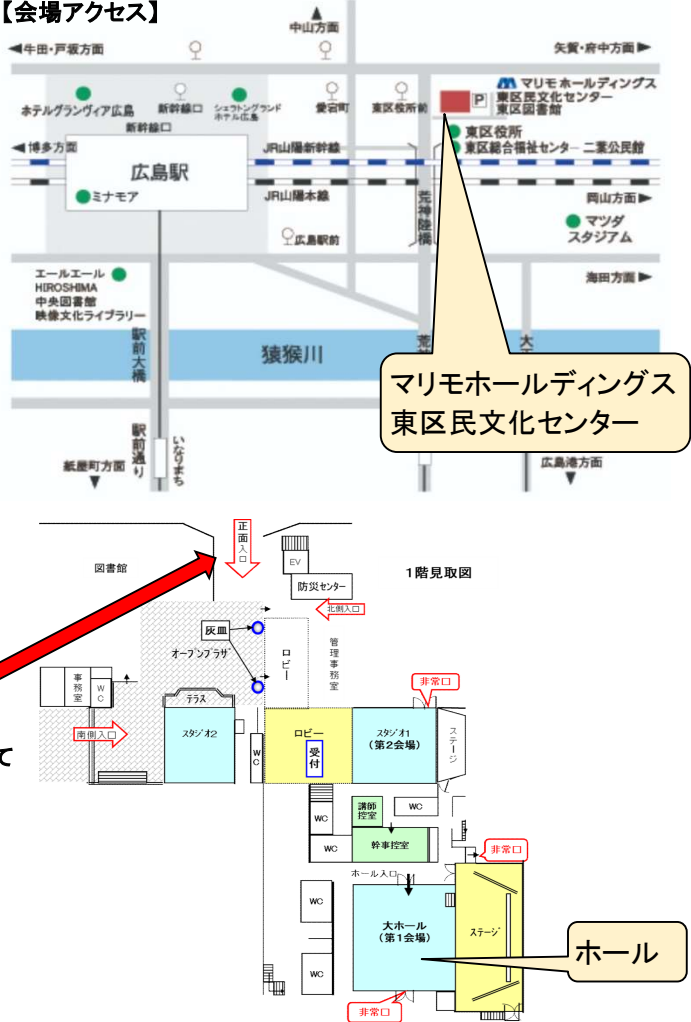 【会場アクセス】
中山方面
◀牛田・戸坂方面
矢賀・府中方面▶
マリモホールディングス
東区民文化センター
東区図書館
P
ホテルグランヴィア広島
新幹線口
シェラトングランド
ホテル広島
愛宕町
東区役所前
新幹線口
東区役所
東区総合福祉センター 二葉公民館
◀博多方面
JR山陽新幹線
広島駅
ミナモア
JR山陽本線
荒神陸橋
岡山方面▶
マツダ
スタジアム
広島駅前
エールエール
HIROSHIMA
中央図書館
映像文化ライブラリー
海田方面▶
駅前大橋
猿猴川
荒
大
マリモホールディングス
東区民文化センター
駅前通り
いなりまち
紙屋町方面
広島港方面
正面入口
図書館
EV
1階見取図
防災センター
北側入口
灰皿
オープンプラザ
ロビー
管理事務室
非常口
事務室
WC
テラス
南側入口
スタジオ2
WC
ロビー
受付
スタジオ1
(第2会場)
ステージ
て
WC
講師
控室
WC
WC
幹事控室
非常口
ホール入口
WC
大ホール
(第1会場)
ステージ
ホール
WC
非常口